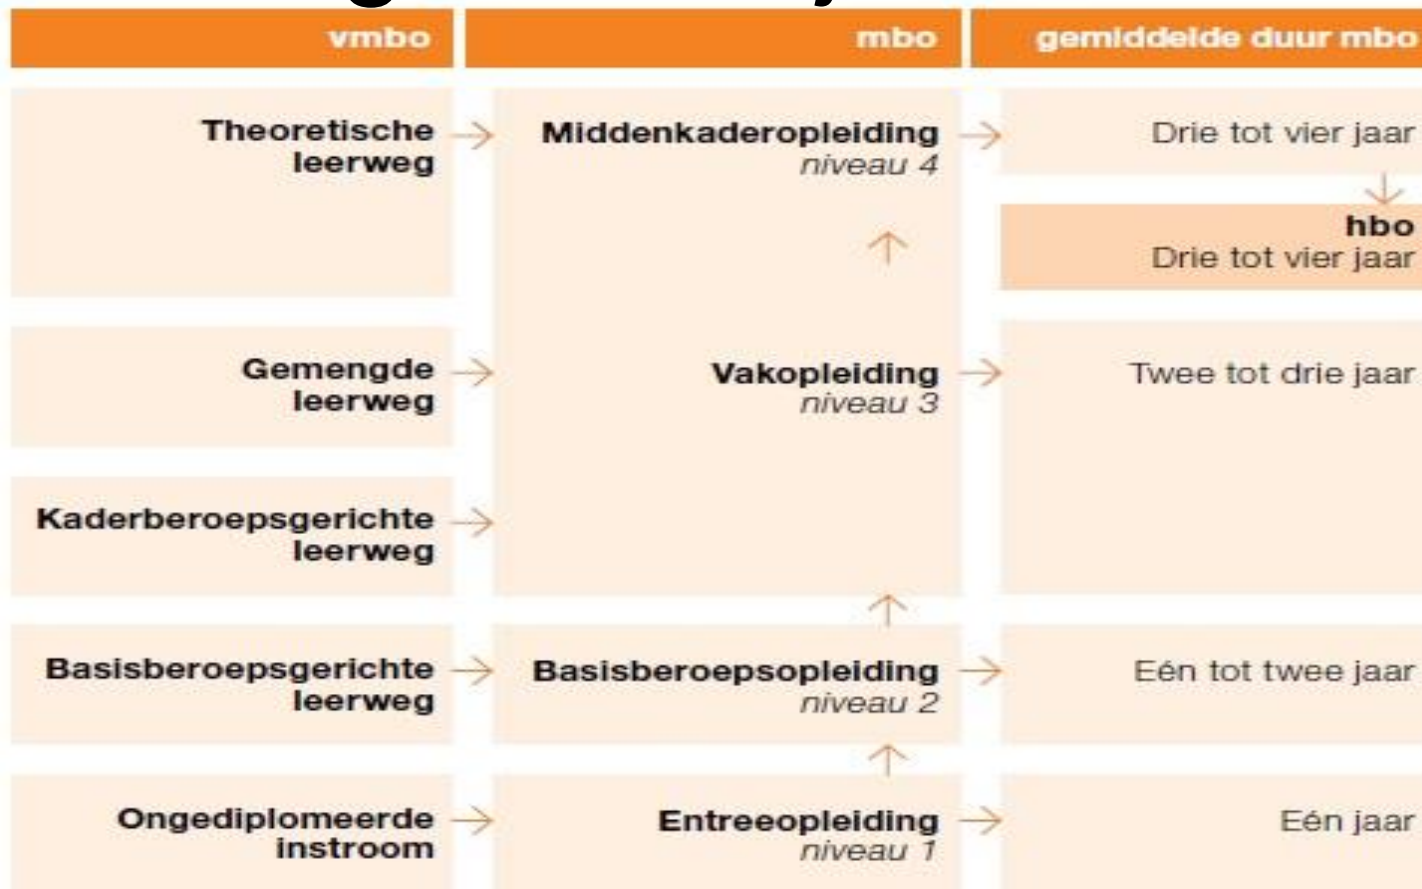 vmbo
mbo
gemiddelde duur mbo
Theoretische
leerweg
Middenkaderopleiding
niveau 4
Drie tot vier jaar
hbo
Drie tot vier jaar
Gemengde
leerweg
Vakopleiding
niveau 3
Twee tot drie jaar
Kaderberoepsgerichte
leerweg
Basisberoepsgerichte
leerweg
Basisberoepsopleiding
niveau 2
Eén tot twee jaar
Ongediplomeerde
instroom
Entreeopleiding
niveau 1
Eén jaar